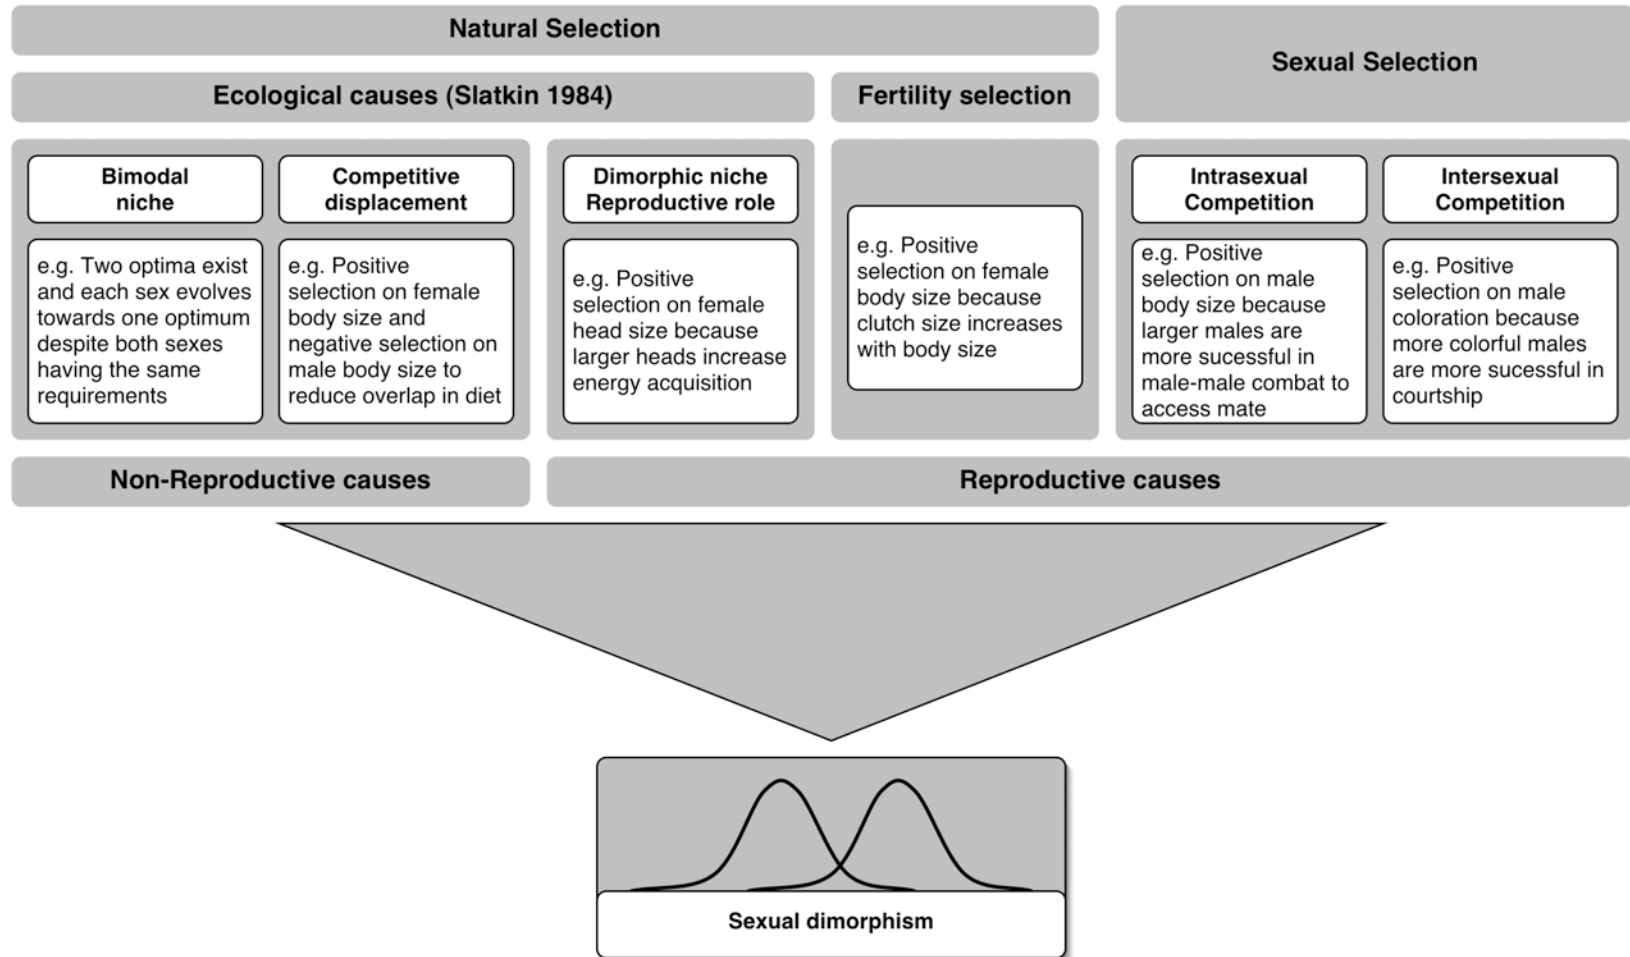 Natural Selection
Sexual Selection
Ecological causes (Slatkin 1984)
Fertility selection
Bimodal
niche
e.g. Two optima exist
and each sex evolves
towards one optimum
despite both sexes
having the same
requirements
Competitive
displacement
e.g. Positive
selection on female
body size and
negative selection on
male body size to
reduce overlap in diet
Dimorphic niche
Reproductive role
e.g. Positive
selection on female
head size because
larger heads increase
energy acquisition
e.g. Positive
selection on female
body size because
clutch size increases
with body size
Intrasexual
Competition
e.g. Positive
selection on male
body size because
larger males are
more sucessful in
male-male combat to
access mate
Intersexual
Competition
e.g. Positive
selection on male
coloration because
more colorful males
are more sucessful in
courtship
Non-Reproductive causes
Reproductive causes
Sexual dimorphism